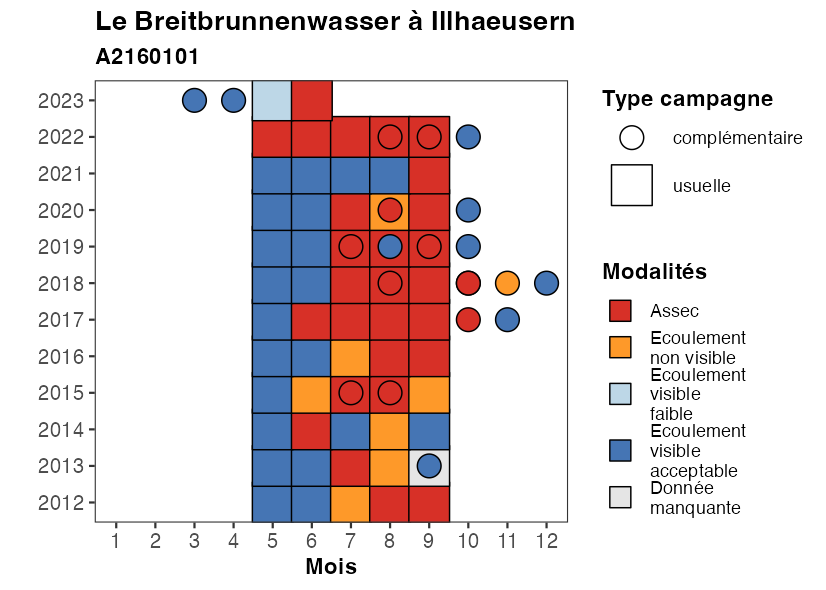 Le Breitbrunnenwasser à Illhaeusern
A2160101
2023
2022
2021
2020
2019
2018
2017
2016
2015
2014
2013
2012
1 2 3 4 5 6 7 8 9 10 11 12
Mois
Type campagne
complémentaire
usuelle
Modalités
Assec
Ecoulement
non visible
Ecoulement
visible
faible
Ecoulement
visible
acceptable
Donnée
manquante